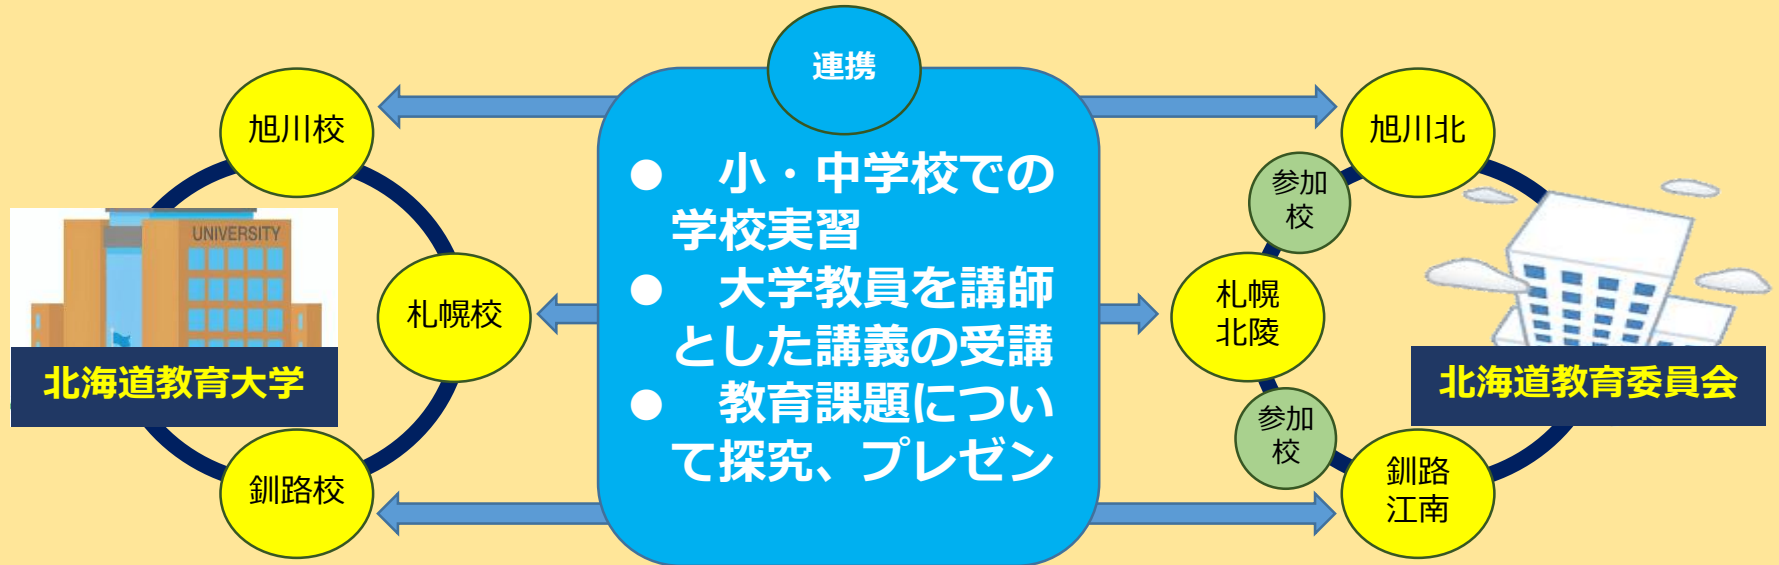 連携
旭川校
札幌校
釧路校
UNIVERSITY
北海道教育大学
● 小・中学校での
学校実習
● 大学教員を講師
とした講義の受講
● 教育課題につい
て探究、プレゼン
旭川北
参加
校
札幌
北陵
参加
校
釧路
江南
北海道教育委員会